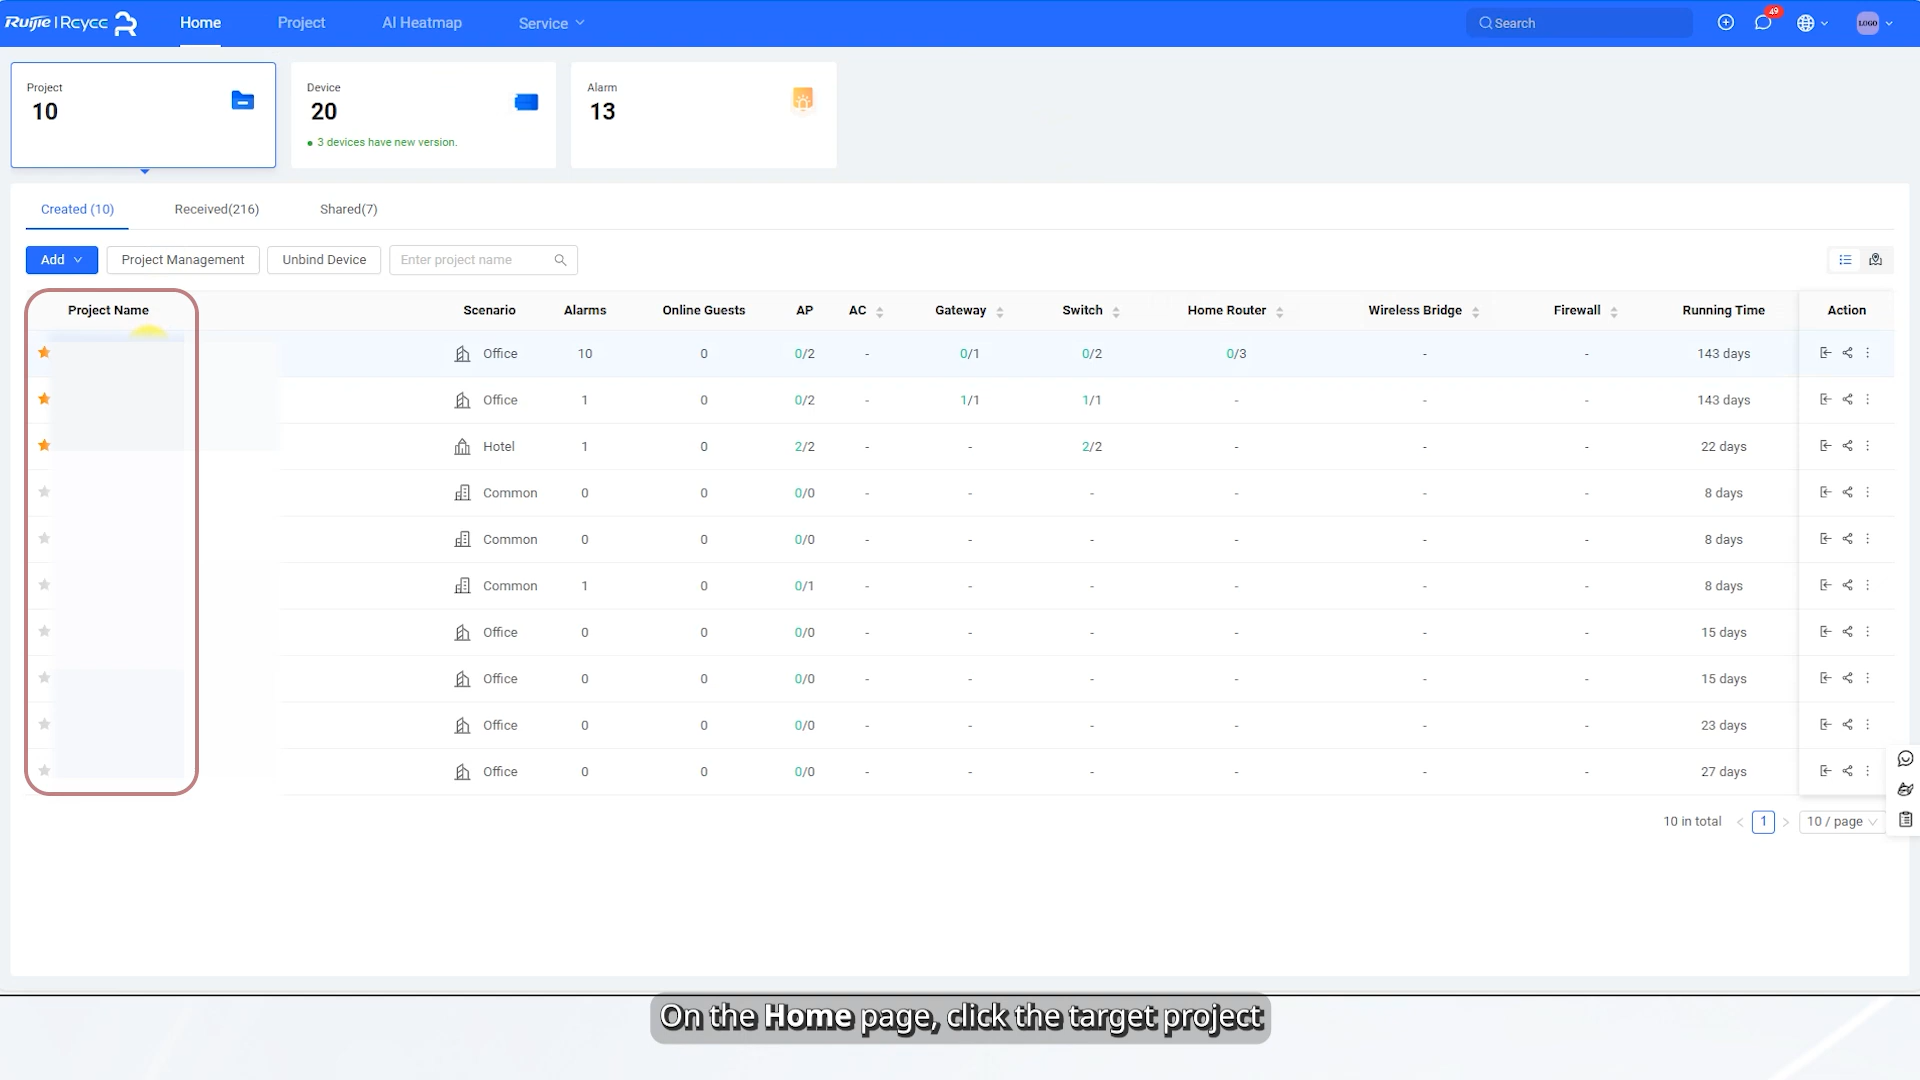 Ruijie | Rcycc
Home
Project
AI Heatmap
Service
Search
49
LOGO
Project
10
Device
20
3 devices have new version.
Alarm
13
Created (10)
Received(216)
Shared(7)
Add
Project Management
Unbind Device
Enter project name
Project Name Scenario Alarms Online Guests AP AC Gateway Switch Home Router Wireless Bridge Firewall Running Time Action
Office 10 0 0/2 - 0/1 0/2 0/3 - - 143 days
Office 1 0 0/2 - 1/1 1/1 - - - 143 days
Hotel 1 0 2/2 - - 2/2 - - - 22 days
Common 0 0 0/0 - - - - - - 8 days
Common 0 0 0/0 - - - - - - 8 days
Common 1 0 0/1 - - - - - - 8 days
Office 0 0 0/0 - - - - - - 15 days
Office 0 0 0/0 - - - - - - 15 days
Office 0 0 0/0 - - - - - - 23 days
Office 0 0 0/0 - - - - - - 27 days
10 in total < 1 > 10 / page
On the Home page, click the target project